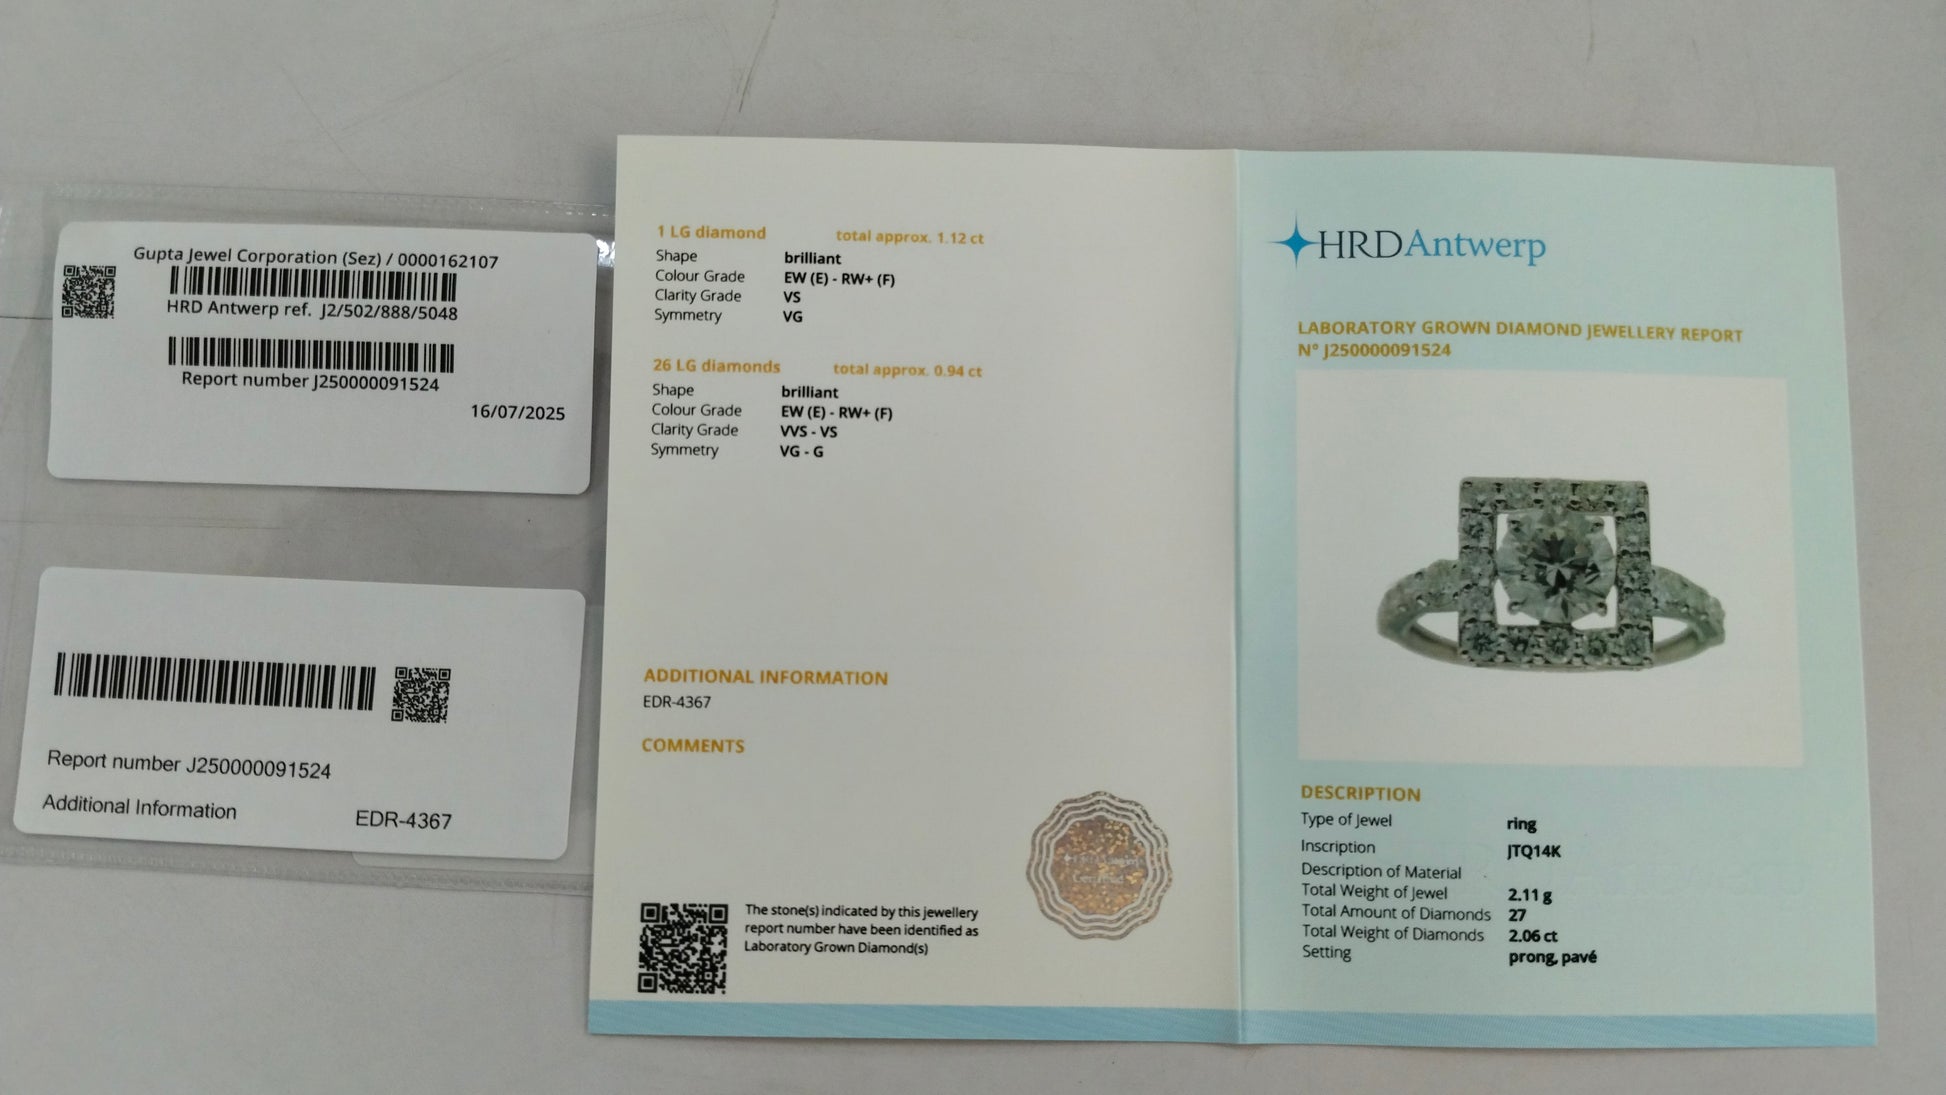 Gupta Jewel Corporation (Sez) / 0000162107
HRD Antwerp ref. J2/502/888/5048
Report number J250000091524
16/07/2025
Report number J250000091524
Additional Information EDR-4367
1 LG diamond total approx. 1.12 ct
Shape brilliant
Colour Grade EW (E) - RW+ (F)
Clarity Grade VS
Symmetry VG
26 LG diamonds total approx. 0.94 ct
Shape brilliant
Colour Grade EW (E) - RW+ (F)
Clarity Grade VVS - VS
Symmetry VG - G
ADDITIONAL INFORMATION
EDR-4367
COMMENTS
The stone(s) indicated by this jewellery
report number have been identified as
Laboratory Grown Diamond(s)
HRD Antwerp
LABORATORY GROWN DIAMOND JEWELLERY REPORT
N° J250000091524
DESCRIPTION
Type of Jewel ring
Inscription JTQ14K
Description of Material
Total Weight of Jewel 2.11 g
Total Amount of Diamonds 27
Total Weight of Diamonds 2.06 ct
Setting prong, pavé